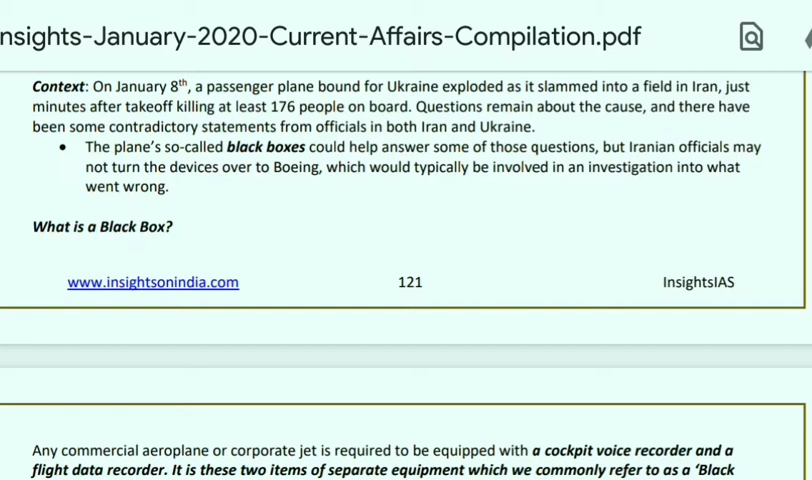 nsights-January-2020-Current-Affairs-Compilation.pdf
Context: On January 8th, a passenger plane bound for Ukraine exploded as it slammed into a field in Iran, just
minutes after takeoff killing at least 176 people on board. Questions remain about the cause, and there have
been some contradictory statements from officials in both Iran and Ukraine.
• The plane's so-called black boxes could help answer some of those questions, but Iranian officials may
not turn the devices over to Boeing, which would typically be involved in an investigation into what
went wrong.
What is a Black Box?
www.insightsonindia.com 121 InsightsIAS
Any commercial aeroplane or corporate jet is required to be equipped with a cockpit voice recorder and a
flight data recorder. It is these two items of separate equipment which we commonly refer to as a ‘Black